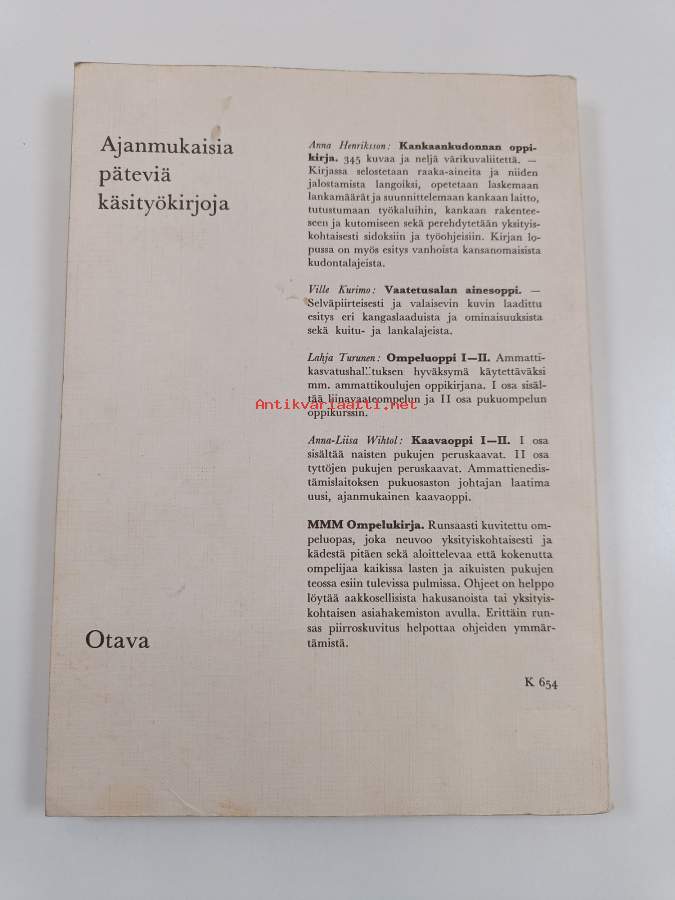 Ajanmukaisia
päteviä
käsityökirjoja
Anna Henriksson: Kankaankudonnan oppi-
kirja. 345 kuvaa ja neljä värikuvaliitettä. —
Kirjassa selostetaan raaka-aineita ja niiden
jalostamista langoiksi, opetetaan laskemaan
lankamäärät ja suunnittelemaan kankaan laitto,
tutustumaan työkaluihin, kankaan rakentee-
seen ja kutomiseen sekä perehdytetään yksityis-
kohtaisesti sidoksiin ja työohjeisiin. Kirjan lo-
pussa on myös esitys vanhoista kansanomaisista
kudontalajeista.
Ville Kurimo: Vaatetusalan ainesoppi. —
Selväpiirteisesti ja valaisevin kuvin laadittu
esitys eri kangaslaaduista ja ominaisuuksista
sekä kuitu- ja lankalajeista.
Lahja Turunen: Ompeluoppi I—II. Ammatti-
kasvatushallituksen hyväksymä käytettäväksi
mm. ammattikoulujen oppikirjana. I osa sisäl-
tää liinavaateompelun ja II osa pukuompelun
oppikurssin.
Antikvariaatti.net
Anna-Liisa Wihtol: Kaavaoppi I—II. I osa
sisältää naisten pukujen peruskaavat. II osa
tyttöjen pukujen peruskaavat. Ammattienedis-
tämislaitoksen pukuosaston johtajan laatima
uusi, ajanmukainen kaavaoppi.
MMM Ompelukirja. Runsaasti kuvitettu om-
peluopas, joka neuvoo yksityiskohtaisesti ja
kädestä pitäen sekä aloittelevaa että kokenutta
ompelijaa kaikissa lasten ja aikuisten pukujen
teossa esiin tulevissa pulmissa. Ohjeet on helppo
löytää aakkosellisista hakusanoista tai yksityis-
kohtaisen asiahakemiston avulla. Erittäin run-
sas piirroskuvitus helpottaa ohjeiden ymmär-
tämistä.
Otava
K 654